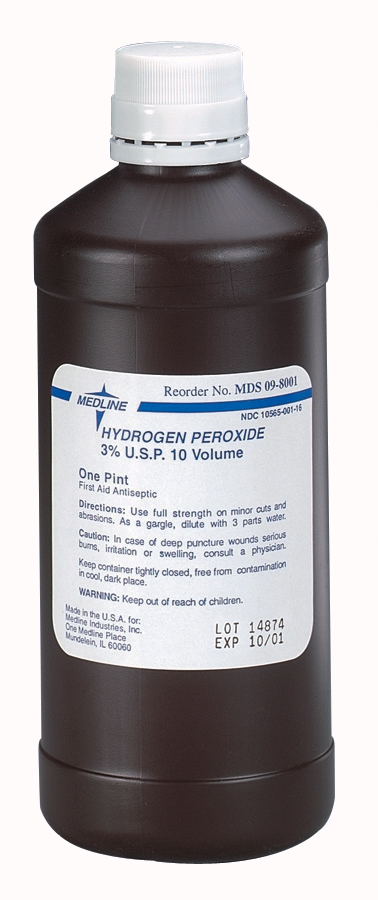 Reorder No. MDS 09-8001
MEDLINE
NDC 10565-001-16
HYDROGEN PEROXIDE
3% U.S.P. 10 Volume
One Pint
First Aid Antiseptic
Directions: Use full strength on minor cuts and
abrasions. As a gargle, dilute with 3 parts water.
Caution: In case of deep puncture wounds serious
burns, irritation or swelling, consult a physician.
Keep container tightly closed, free from contamination
in cool, dark place.
WARNING: Keep out of reach of children.
Made in the U.S.A. for:
Medline Industries, Inc.
One Medline Place
Mundelein, IL 60060
LOT 14874
EXP 10/01